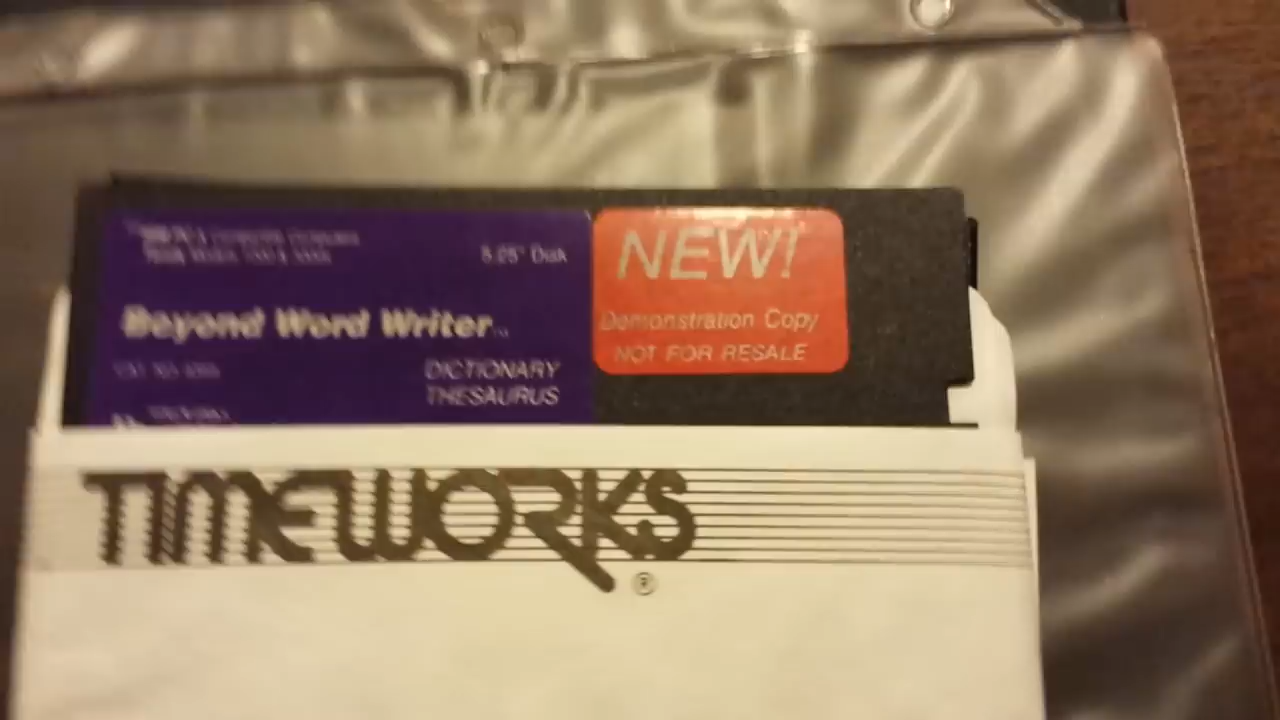 5.25" Disk
Beyond Word Writer
DICTIONARY
THESAURUS
NEW!
Demonstration Copy
NOT FOR RESALE
TIMEWORKS
®